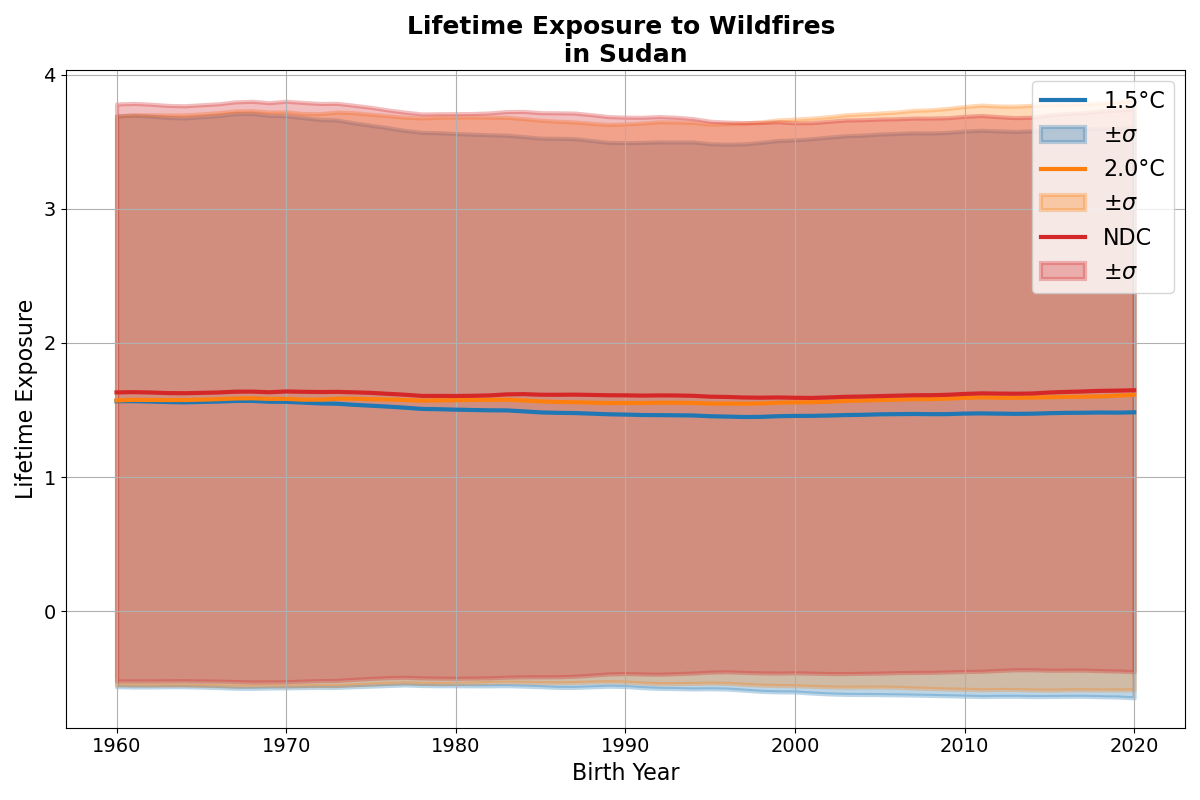 Lifetime Exposure to Wildfires
in Sudan
4
3
2
1
0
Lifetime Exposure
1960
1970
1980
1990
2000
2010
2020
Birth Year
1.5°C
±σ
2.0°C
±σ
NDC
±σ